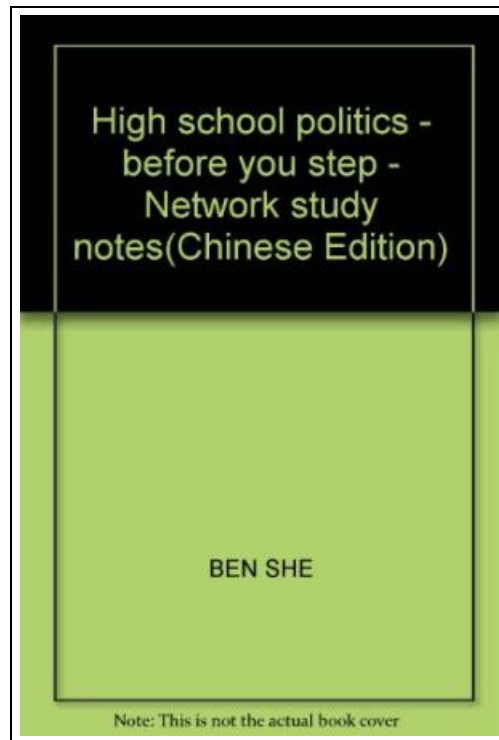 High school politics -
before you step -
Network study
notes(Chinese Edition)
BEN SHE
Note: This is not the actual book cover